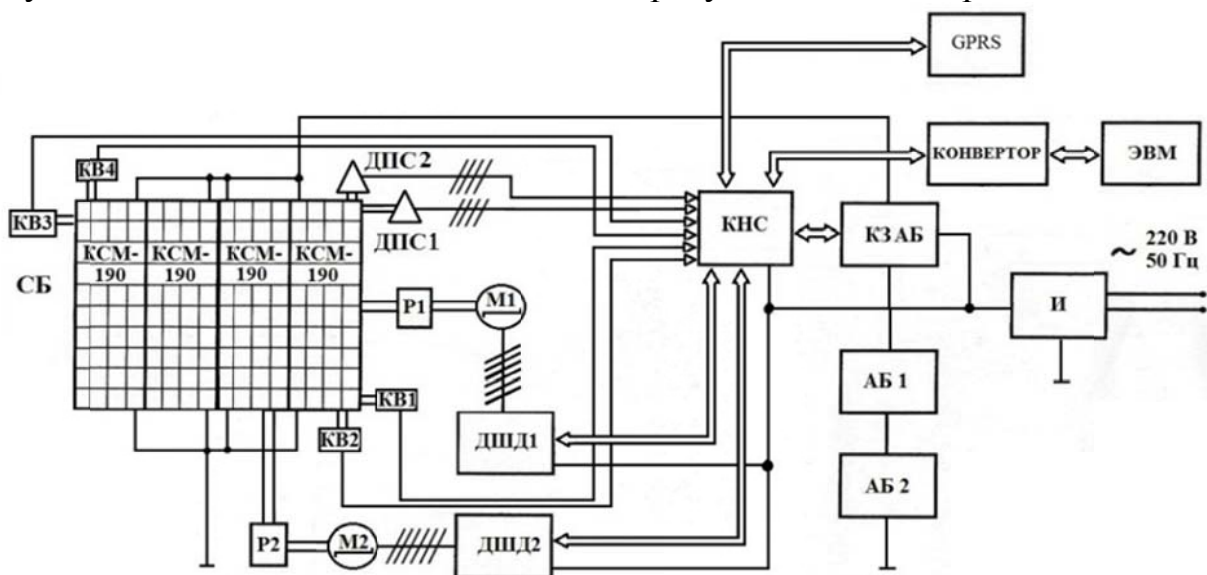 GPRS
КОНВЕРТОР
ЭВМ
КВ4
ДПС2
КВ3
ДПС1
КНС
КЗ АБ
~ 220 В
50 Гц
КСМ-
190
КСМ-
190
КСМ-
190
КСМ-
190
СБ
Р1
М1
И
АБ 1
КВ1
КВ2
ДШД1
АБ 2
Р2
М2
ДШД2